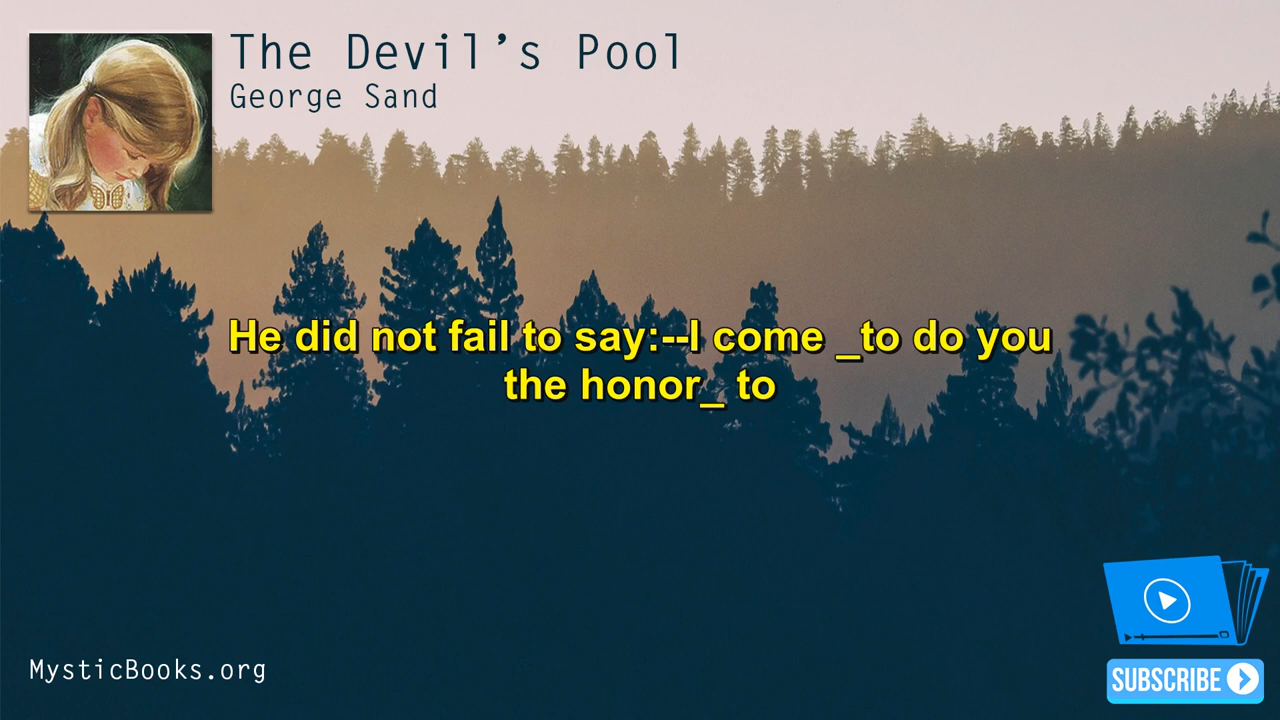 The Devil's Pool
George Sand
He did not fail to say:--I come _to do you
the honor_ to
MysticBooks.org
SUBSCRIBE